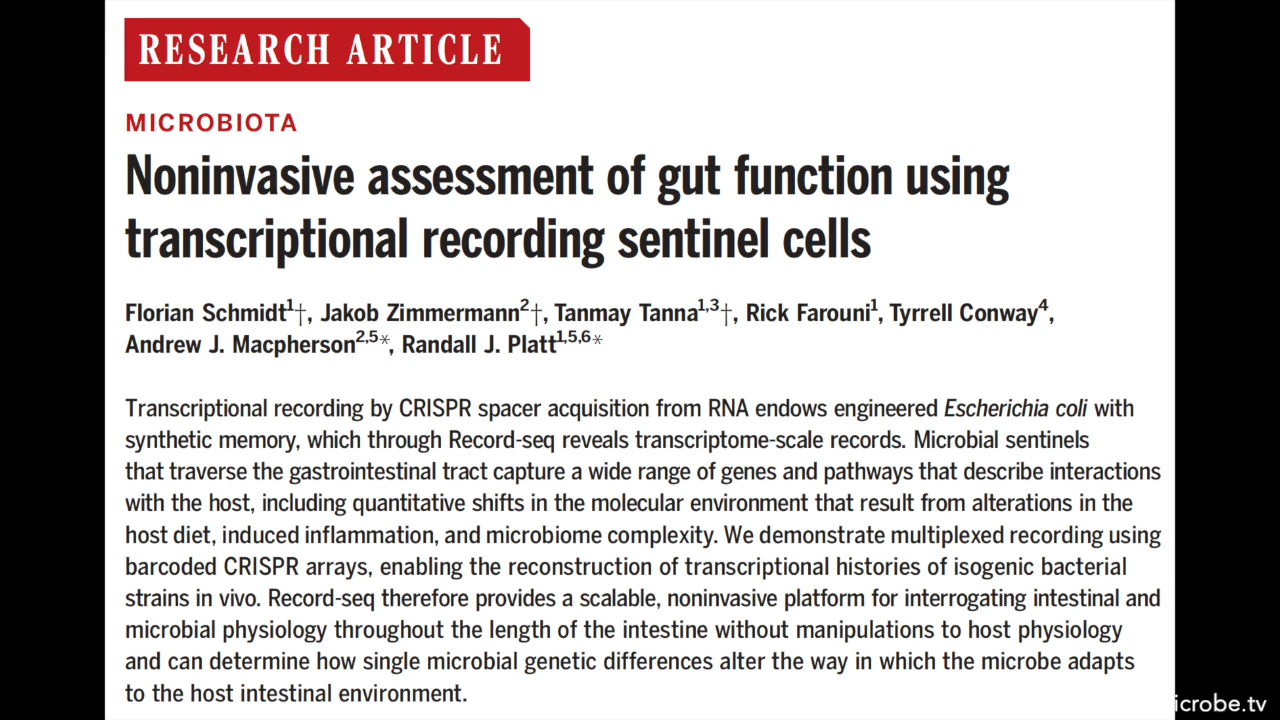 RESEARCH ARTICLE
MICROBIOTA
Noninvasive assessment of gut function using
transcriptional recording sentinel cells
Florian Schmidt1†, Jakob Zimmermann2†, Tanmay Tanna1,3†, Rick Farouni1, Tyrrell Conway4,
Andrew J. Macpherson2,5*, Randall J. Platt1,5,6*
Transcriptional recording by CRISPR spacer acquisition from RNA endows engineered Escherichia coli with
synthetic memory, which through Record-seq reveals transcriptome-scale records. Microbial sentinels
that traverse the gastrointestinal tract capture a wide range of genes and pathways that describe interactions
with the host, including quantitative shifts in the molecular environment that result from alterations in the
host diet, induced inflammation, and microbiome complexity. We demonstrate multiplexed recording using
barcoded CRISPR arrays, enabling the reconstruction of transcriptional histories of isogenic bacterial
strains in vivo. Record-seq therefore provides a scalable, noninvasive platform for interrogating intestinal and
microbial physiology throughout the length of the intestine without manipulations to host physiology
and can determine how single microbial genetic differences alter the way in which the microbe adapts
to the host intestinal environment.
icrobe.tv